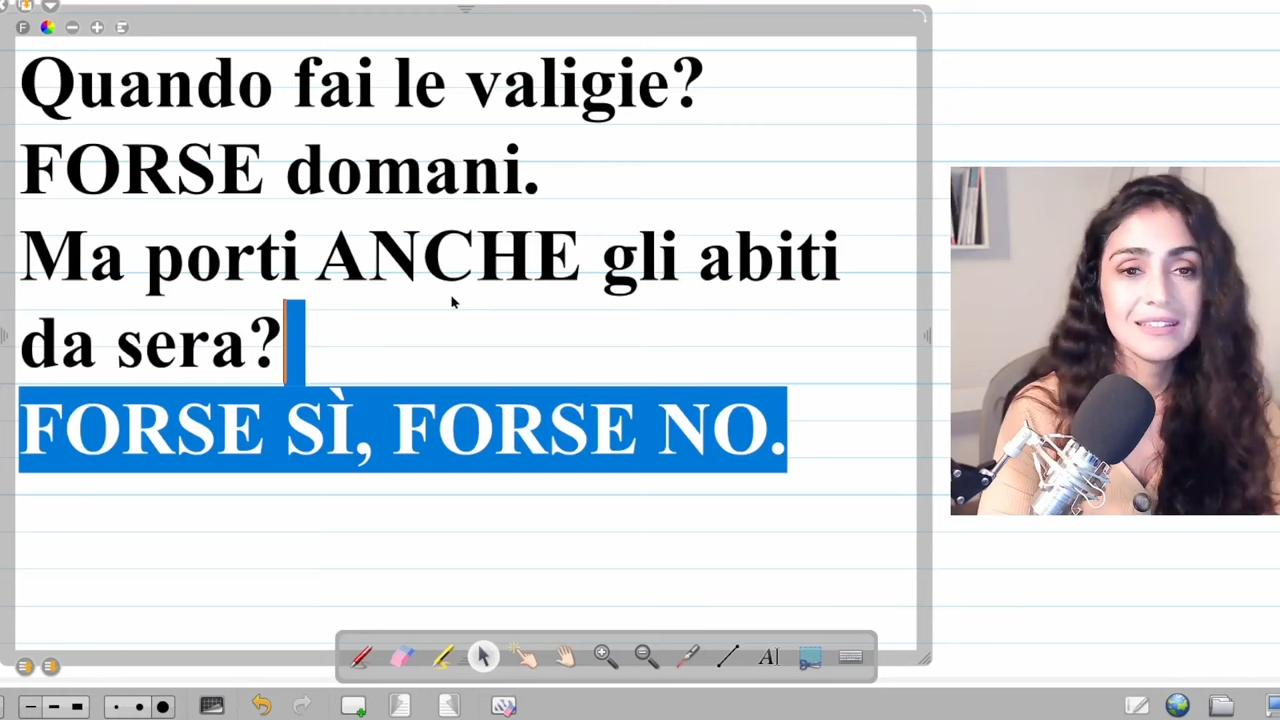 Quando fai le valigie?
FORSE domani.
Ma porti ANCHE gli abiti
da sera?
FORSE SÌ, FORSE NO.